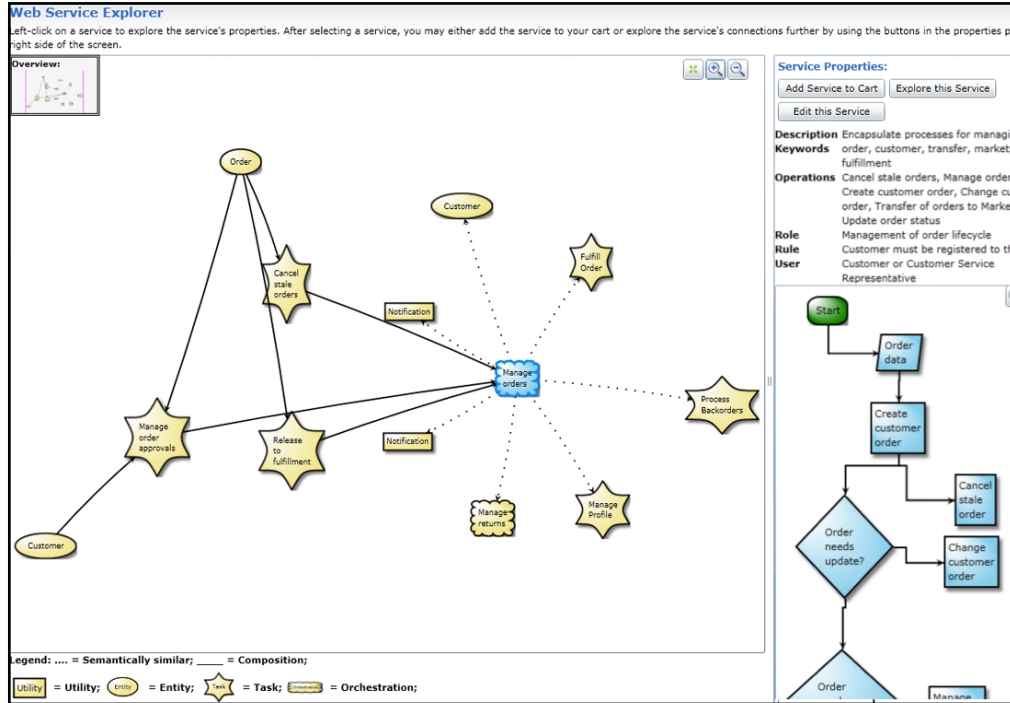 Web Service Explorer
Left-click on a service to explore the service's properties. After selecting a service, you may either add the service to your cart or explore the service's connections further by using the buttons in the properties p
right side of the screen.
Overview:
Order
Customer
Cancel
stale
orders
Fulfill
Order
Notification
Manage
orders
Process
Backorders
Manage
order
approvals
Release
to
fulfillment
Notification
Manage
returns
Manage
Profile
Customer
Legend: .... = Semantically similar; ____ = Composition;
Utility = Utility; Entity = Entity; Task = Task; = Orchestration;
Service Properties:
Add Service to Cart Explore this Service
Edit this Service
Description Encapsulate processes for managi
Keywords order, customer, transfer, market
fulfillment
Operations Cancel stale orders, Manage order
Create customer order, Change cu
order, Transfer of orders to Marke
Update order status
Role Management of order lifecycle
Rule Customer must be registered to th
User Customer or Customer Service
Representative
Start
Order
data
Create
customer
order
Cancel
stale
order
Order
needs
update?
Change
customer
order
Order
Manage